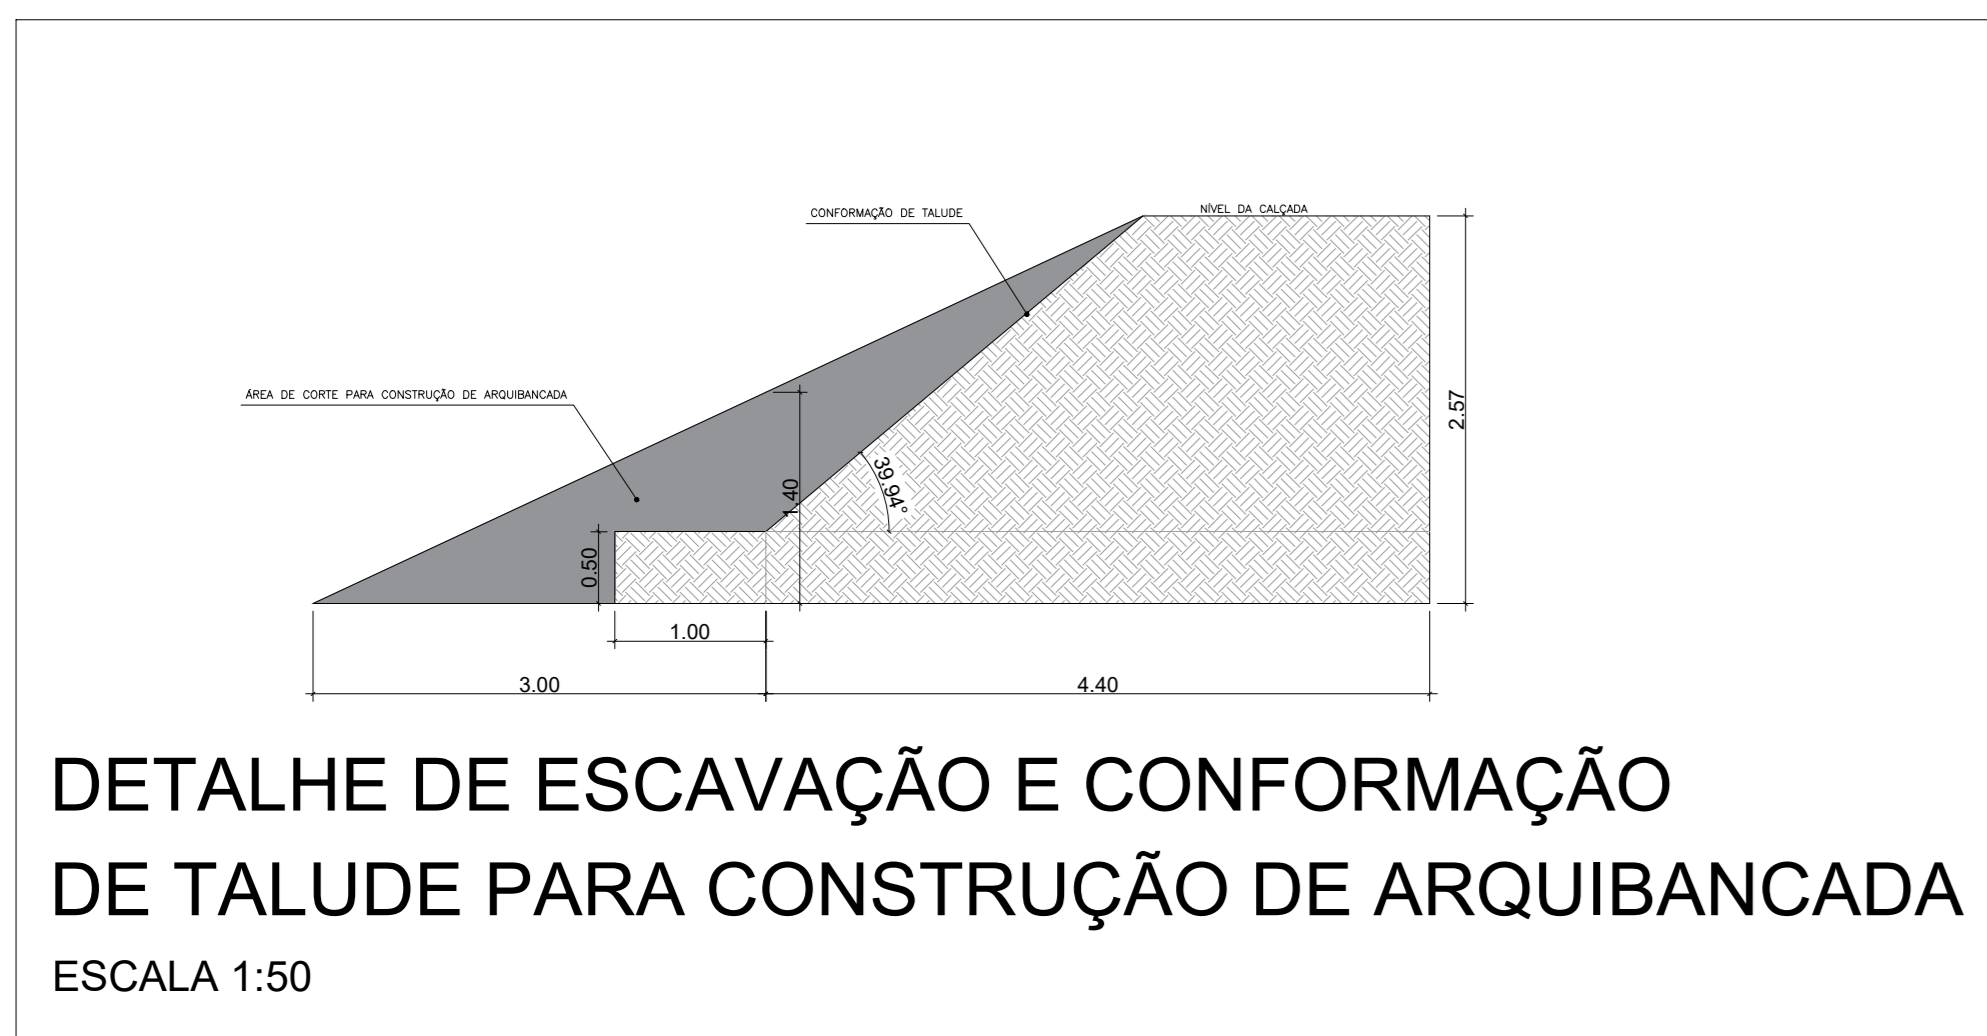 NÍVEL DA CALÇADA
CONFORMAÇÃO DE TALUDE
ÁREA DE CORTE PARA CONSTRUÇÃO DE ARQUIBANCADA
2.57
39.94°
1.40
0.50
1.00
3.00
4.40
DETALHE DE ESCAVAÇÃO E CONFORMAÇÃO
DE TALUDE PARA CONSTRUÇÃO DE ARQUIBANCADA
ESCALA 1:50